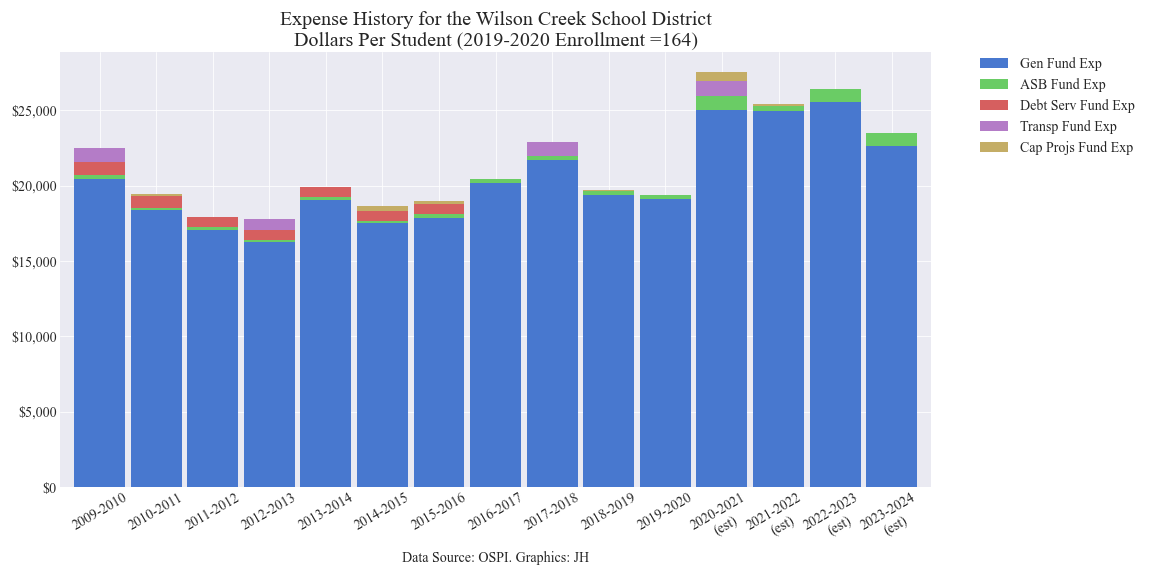 Expense History for the Wilson Creek School District
Dollars Per Student (2019-2020 Enrollment =164)
Gen Fund Exp
ASB Fund Exp
Debt Serv Fund Exp
Transp Fund Exp
Cap Projs Fund Exp
$25,000
$20,000
$15,000
$10,000
$5,000
$0
2009-2010
2010-2011
2011-2012
2012-2013
2013-2014
2014-2015
2015-2016
2016-2017
2017-2018
2018-2019
2019-2020
2020-2021
(est)
2021-2022
(est)
2022-2023
(est)
2023-2024
(est)
Data Source: OSPI. Graphics: JH